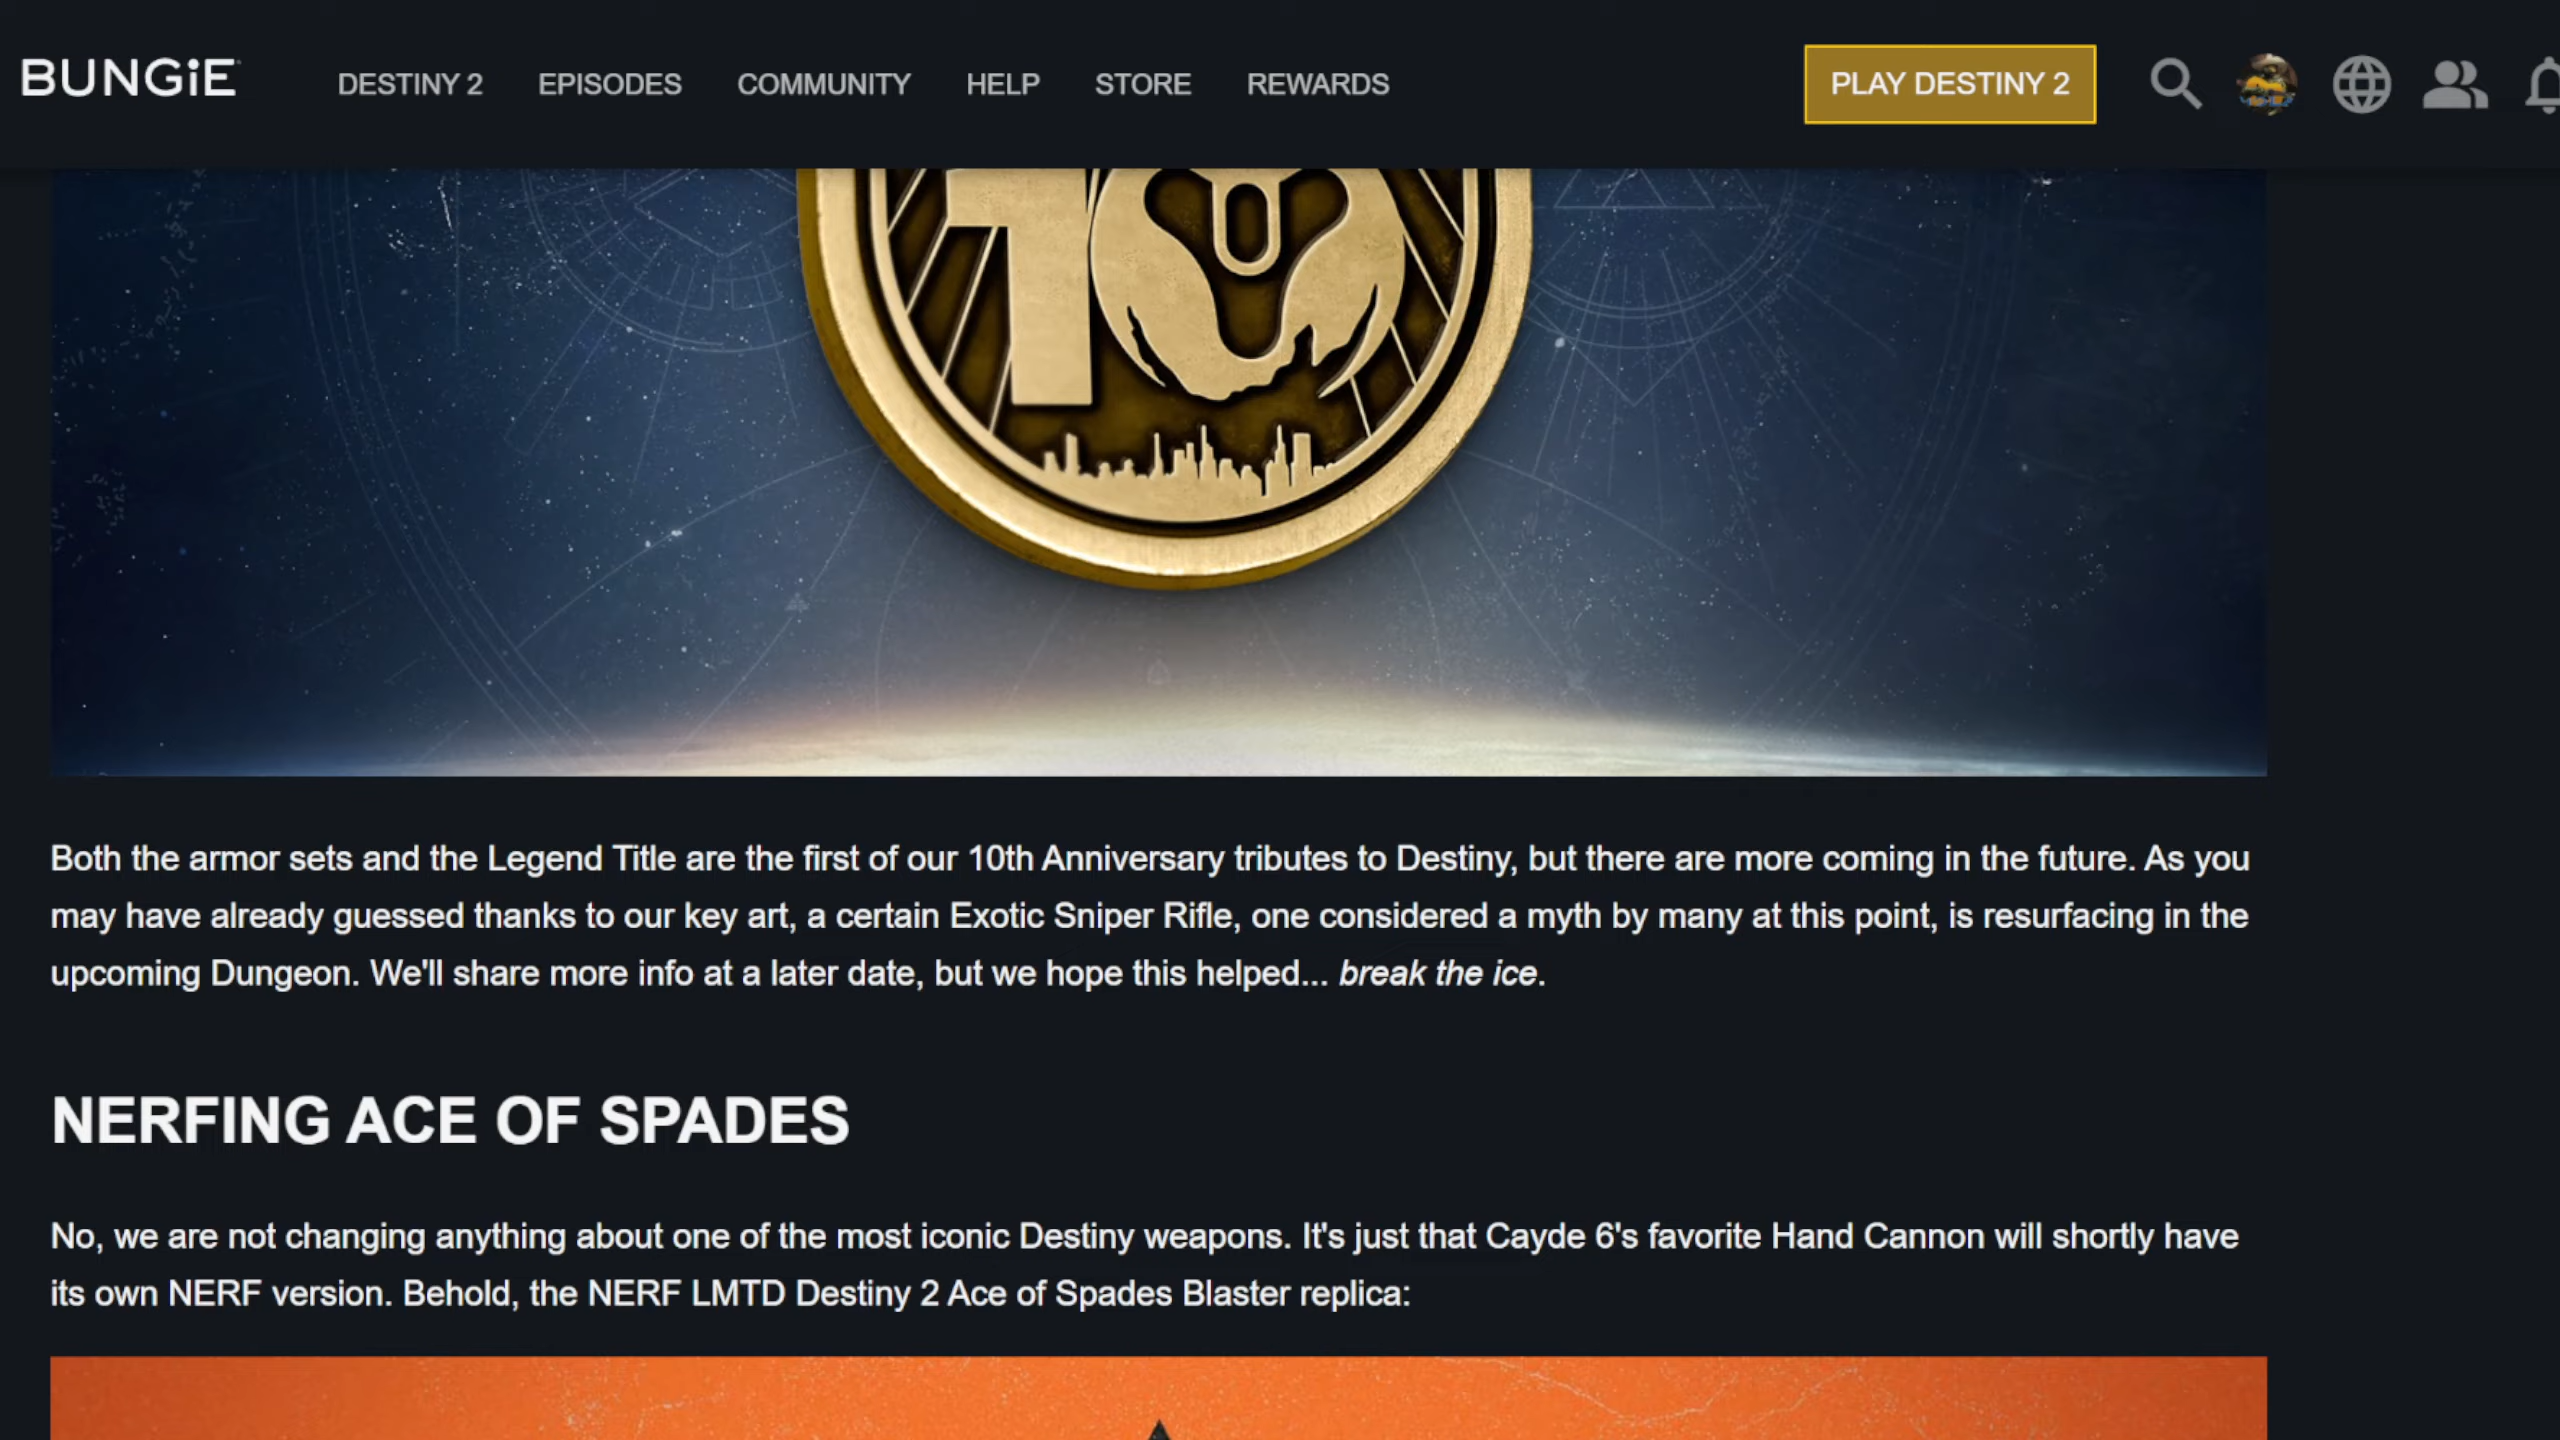 BUNGiE
DESTINY 2 EPISODES COMMUNITY HELP STORE REWARDS PLAY DESTINY 2
10
Both the armor sets and the Legend Title are the first of our 10th Anniversary tributes to Destiny, but there are more coming in the future. As you
may have already guessed thanks to our key art, a certain Exotic Sniper Rifle, one considered a myth by many at this point, is resurfacing in the
upcoming Dungeon. We'll share more info at a later date, but we hope this helped... break the ice.
NERFING ACE OF SPADES
No, we are not changing anything about one of the most iconic Destiny weapons. It's just that Cayde 6's favorite Hand Cannon will shortly have
its own NERF version. Behold, the NERF LMTD Destiny 2 Ace of Spades Blaster replica: